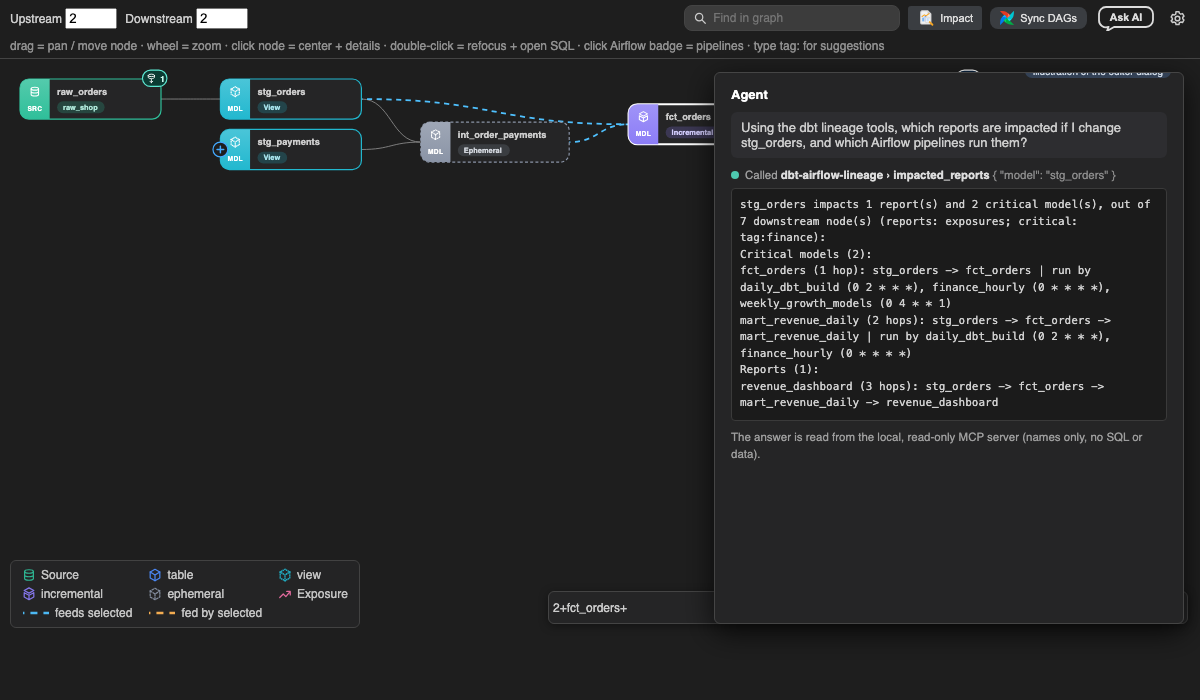 Upstream 2 Downstream 2
Find in graph
Impact
Sync DAGs
Ask AI
drag = pan / move node · wheel = zoom · click node = center + details · double-click = refocus + open SQL · click Airflow badge = pipelines · type tag: for suggestions
raw_orders
SRC
raw_shop
1
stg_orders
MDL
View
stg_payments
MDL
View
int_order_payments
MDL
Ephemeral
fct_orders
MDL
Incremental
Agent
Using the dbt lineage tools, which reports are impacted if I change
stg_orders, and which Airflow pipelines run them?
Called dbt-airflow-lineage › impacted_reports { "model": "stg_orders" }
stg_orders impacts 1 report(s) and 2 critical model(s), out of
7 downstream node(s) (reports: exposures; critical:
tag:finance):
Critical models (2):
fct_orders (1 hop): stg_orders —> fct_orders | run by
daily_dbt_build (0 2 * * *), finance_hourly (0 * * * *),
weekly_growth_models (0 4 * * 1)
mart_revenue_daily (2 hops): stg_orders —> fct_orders —>
mart_revenue_daily | run by daily_dbt_build (0 2 * * *),
finance_hourly (0 * * * *)
Reports (1):
revenue_dashboard (3 hops): stg_orders —> fct_orders —>
mart_revenue_daily —> revenue_dashboard
The answer is read from the local, read-only MCP server (names only, no SQL or
data).
Source table view
incremental ephemeral Exposure
feeds selected fed by selected
2+fct_orders+